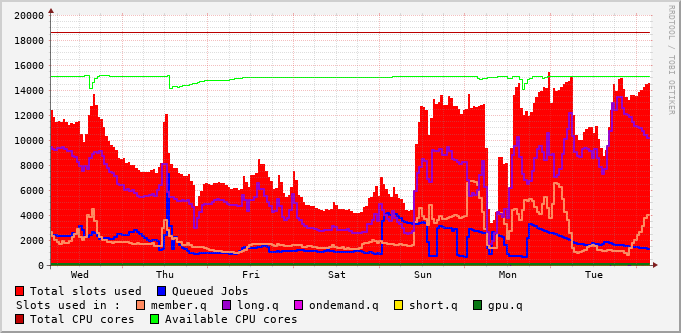 20000
18000
16000
14000
12000
10000
8000
6000
4000
2000
0
Wed Thu Fri Sat Sun Mon Tue
RRDTOOL / TOBI OETIKER
Total slots used Queued Jobs
Slots used in : member.q long.q ondemand.q short.q gpu.q
Total CPU cores Available CPU cores